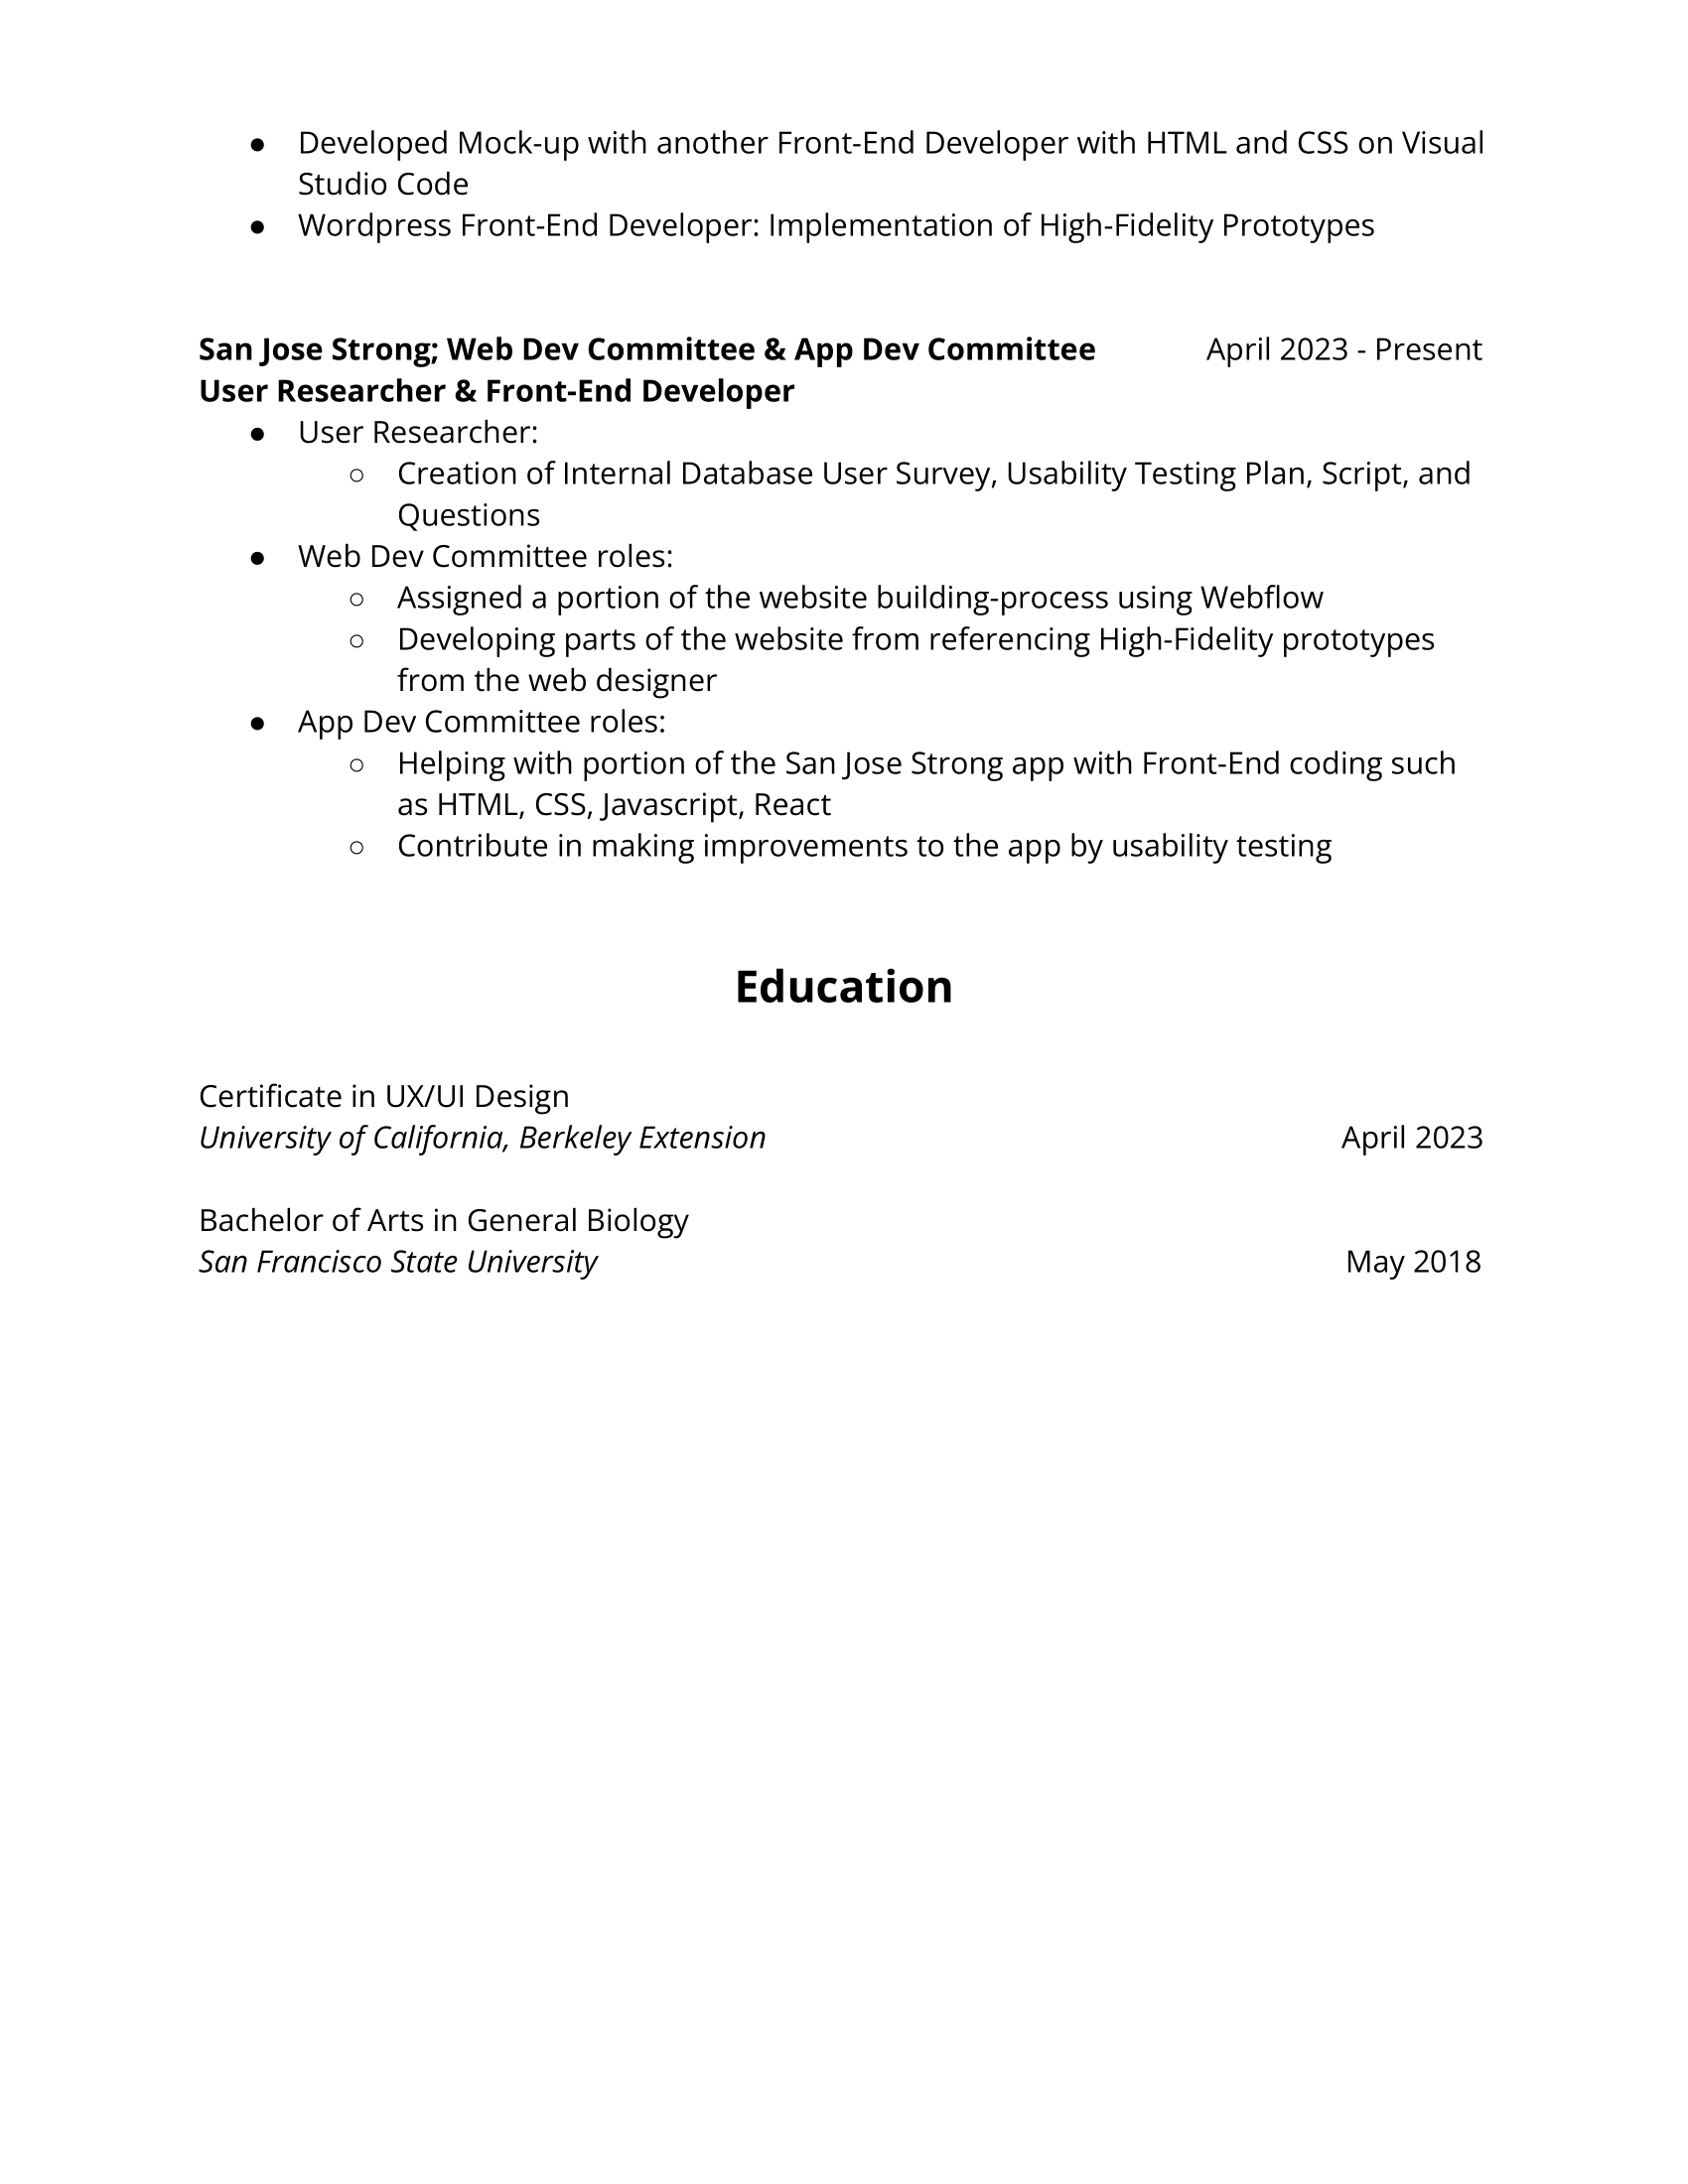 ● Developed Mock-up with another Front-End Developer with HTML and CSS on Visual
Studio Code
● Wordpress Front-End Developer: Implementation of High-Fidelity Prototypes
San Jose Strong; Web Dev Committee & App Dev Committee April 2023 - Present
User Researcher & Front-End Developer
● User Researcher:
○ Creation of Internal Database User Survey, Usability Testing Plan, Script, and
Questions
● Web Dev Committee roles:
○ Assigned a portion of the website building-process using Webflow
○ Developing parts of the website from referencing High-Fidelity prototypes
from the web designer
● App Dev Committee roles:
○ Helping with portion of the San Jose Strong app with Front-End coding such
as HTML, CSS, Javascript, React
○ Contribute in making improvements to the app by usability testing
Education
Certificate in UX/UI Design
University of California, Berkeley Extension April 2023
Bachelor of Arts in General Biology
San Francisco State University May 2018